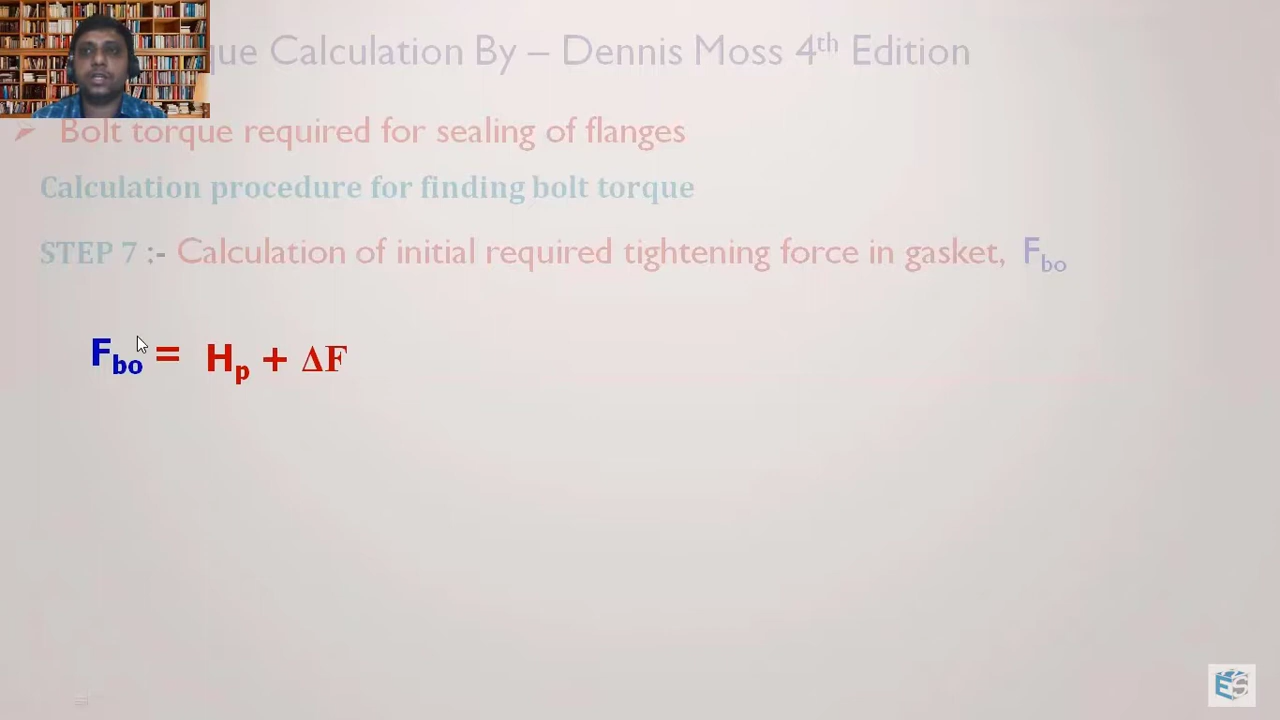 que Calculation By – Dennis Moss 4th Edition
Bolt torque required for sealing of flanges
Calculation procedure for finding bolt torque
STEP 7 :- Calculation of initial required tightening force in gasket, Fbo
Fbo = Hp + ΔF
ES